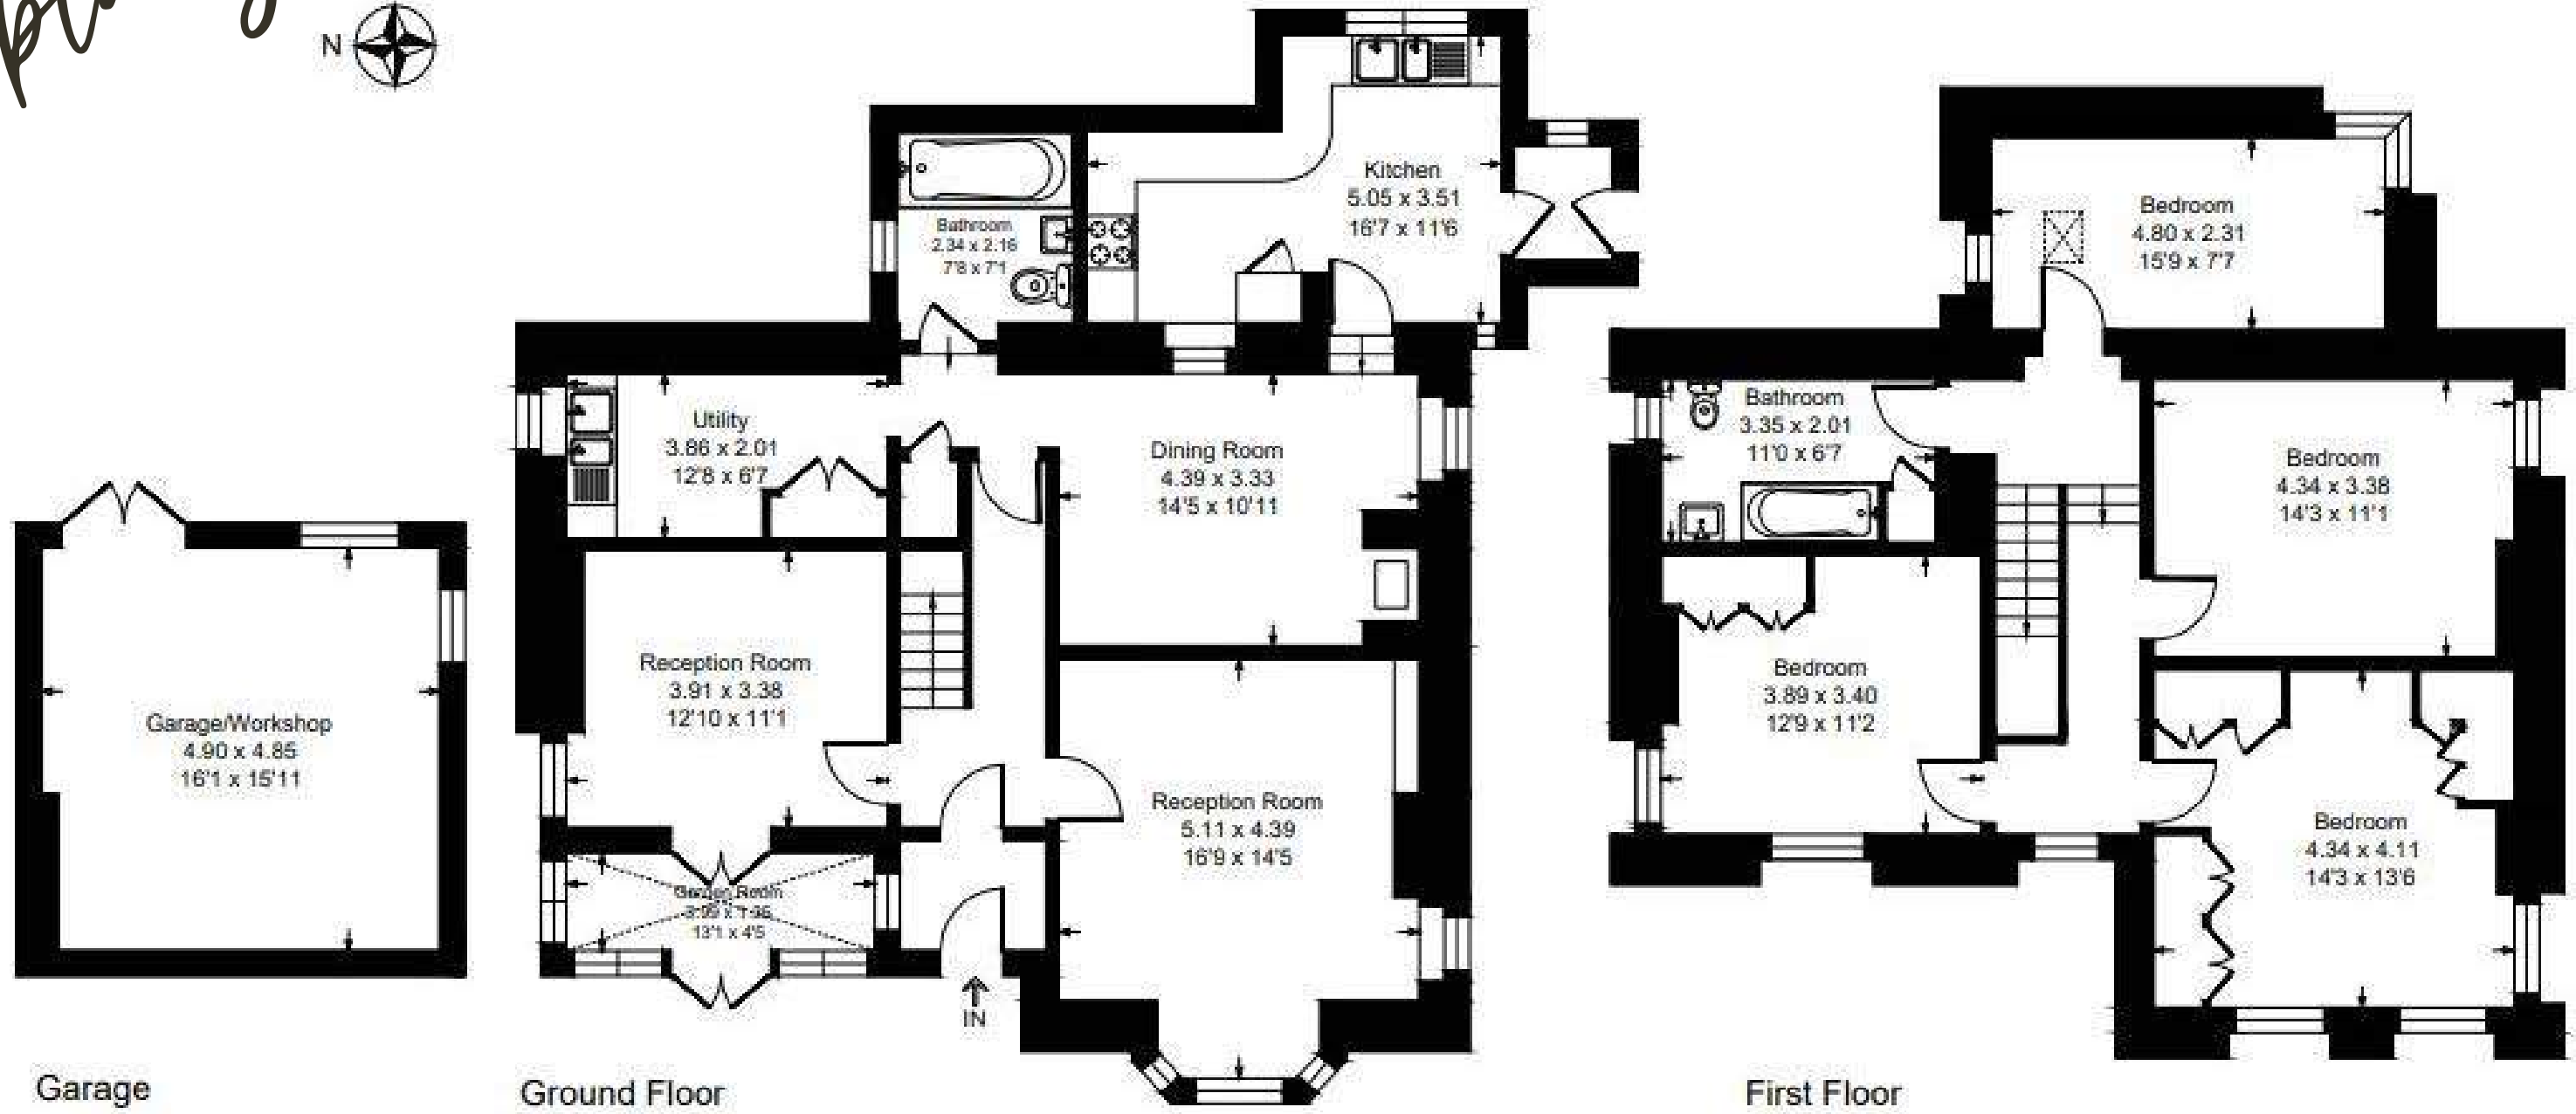 N
Kitchen
5.05 x 3.51
16'7 x 11'6
Bathroom
2.34 x 2.16
7'8 x 7'1
Utility
3.86 x 2.01
12'8 x 6'7
Dining Room
4.39 x 3.33
14'5 x 10'11
Reception Room
3.91 x 3.38
12'10 x 11'1
Reception Room
5.11 x 4.39
16'9 x 14'5
Garden Room
13'1 x 4'5
IN
Garage/Workshop
4.90 x 4.85
16'1 x 15'11
Bedroom
4.80 x 2.31
15'9 x 7'7
Bathroom
3.35 x 2.01
11'0 x 6'7
Bedroom
4.34 x 3.38
14'3 x 11'1
Bedroom
3.89 x 3.40
12'9 x 11'2
Bedroom
4.34 x 4.11
14'3 x 13'6
Garage
Ground Floor
First Floor